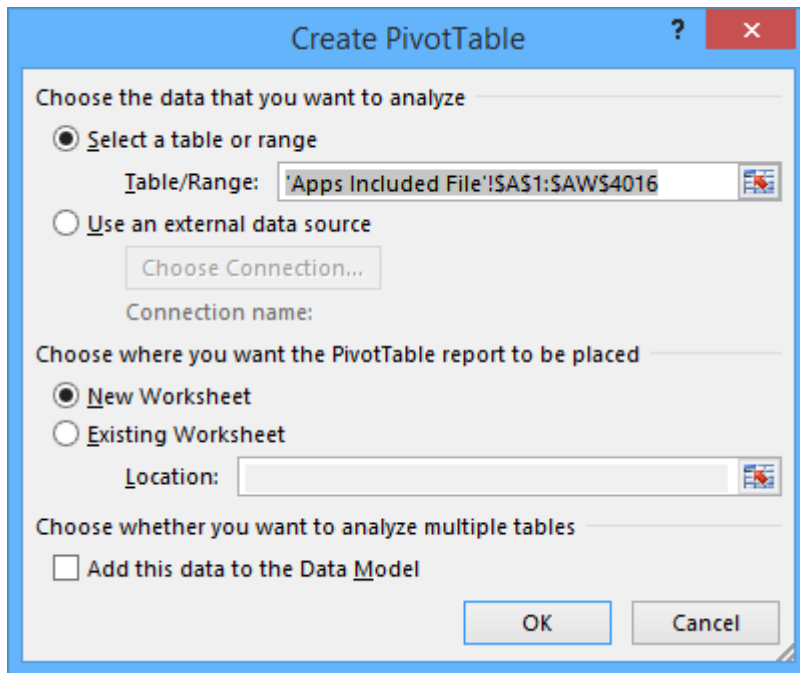 Create PivotTable
?
Choose the data that you want to analyze
Select a table or range
Table/Range: 'Apps Included File'!$A$1:$AW$4016
Use an external data source
Choose Connection...
Connection name:
Choose where you want the PivotTable report to be placed
New Worksheet
Existing Worksheet
Location:
Choose whether you want to analyze multiple tables
Add this data to the Data Model
OK Cancel